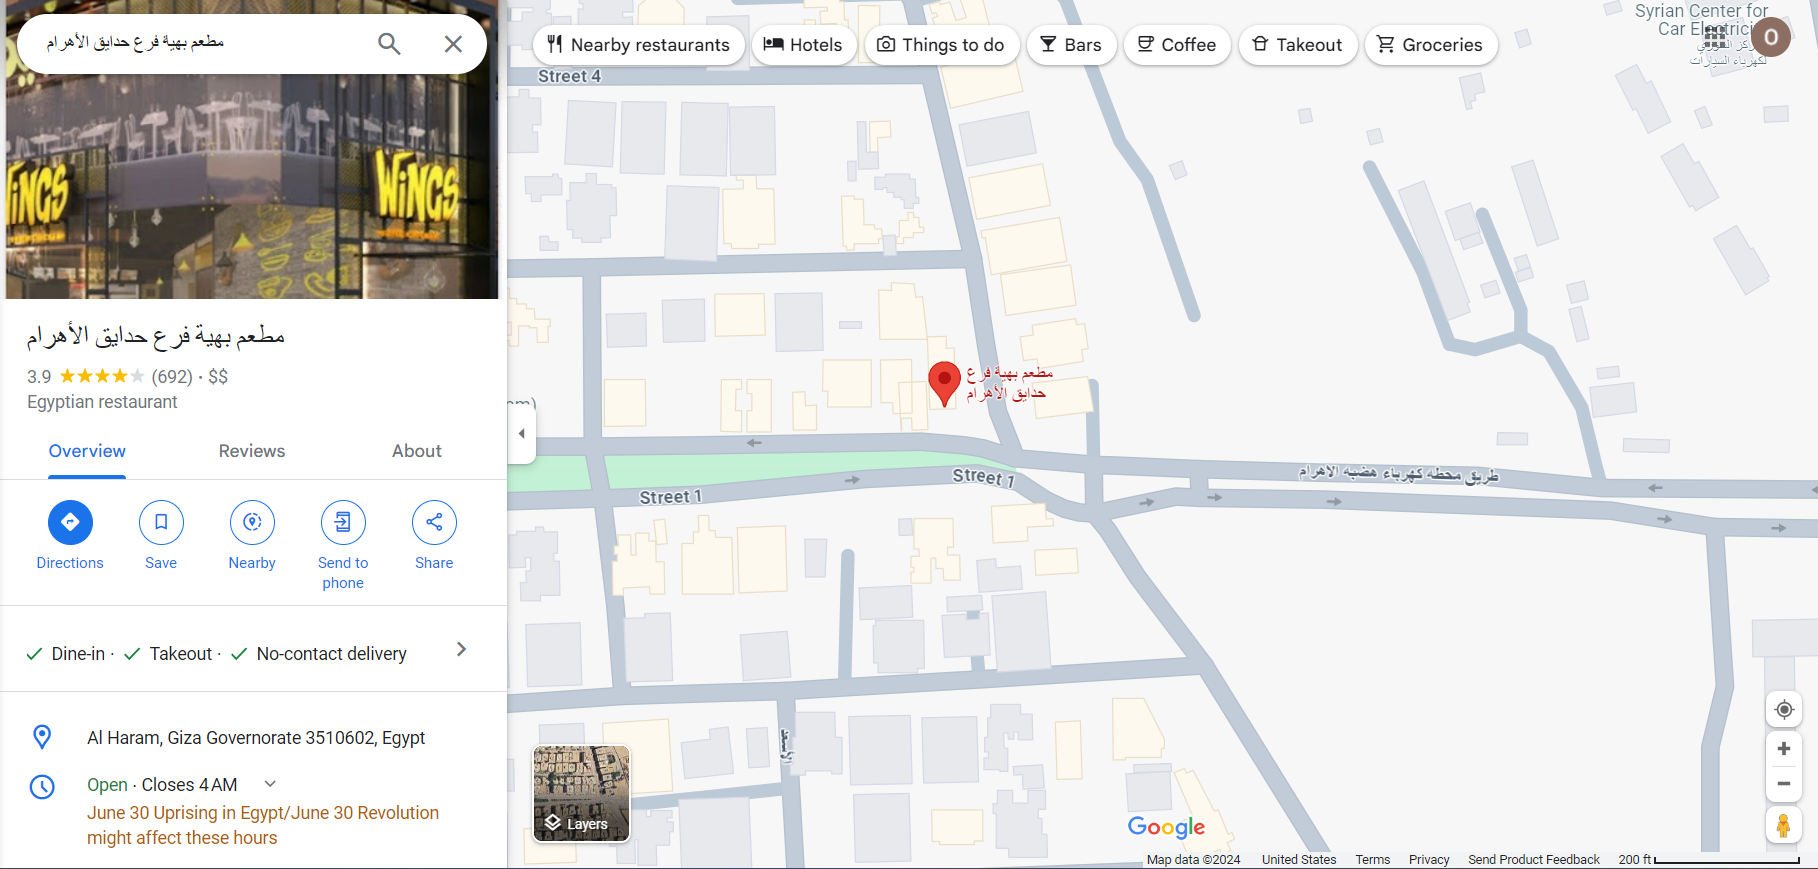 مطعم بهية فرع حدايق الأهرام
WiNGS
WiNGS
مطعم بهية فرع حدايق الأهرام
3.9 (692) · $$
Egyptian restaurant
Overview
Reviews
About
Directions
Save
Nearby
Send to
phone
Share
Dine-in · Takeout · No-contact delivery
Al Haram, Giza Governorate 3510602, Egypt
Open · Closes 4 AM
June 30 Uprising in Egypt/June 30 Revolution
might affect these hours
Nearby restaurants
Hotels
Things to do
Bars
Coffee
Takeout
Groceries
Syrian Center for
Car Electrici
لكهرباء السيارات
O
Street 4
مطعم بهية فرع
حدايق الأهرام
Street 1
Street 1
طريق محطه كهرباء هضبه الاهرام
Layers
Google
Map data ©2024
United States
Terms
Privacy
Send Product Feedback
200 ft